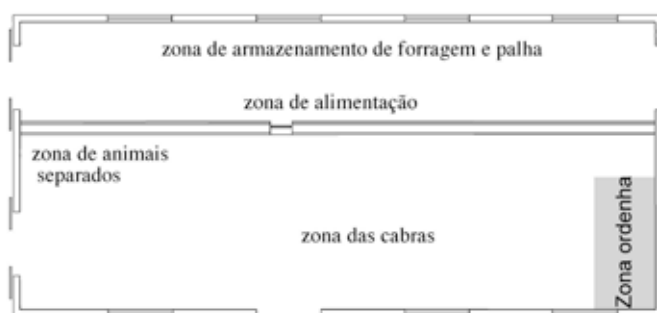 zona de armazenamento de forragem e palha
zona de alimentação
zona de animais
separados
zona das cabras
Zona ordenha